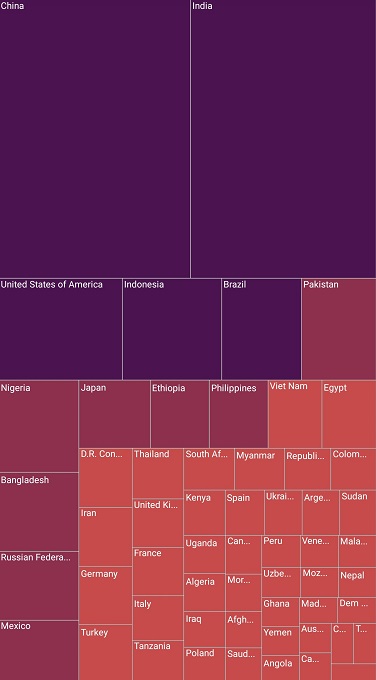 China
India
United States of America
Indonesia
Brazil
Pakistan
Nigeria
Japan
Ethiopia
Philippines
Viet Nam
Egypt
Bangladesh
Russian Federa...
Mexico
D.R. Con...
Thailand
South Af...
Myanmar
Republi...
Colom...
Iran
United Ki...
Kenya
Spain
Ukrai...
Arge...
Sudan
Germany
France
Uganda
Can...
Peru
Vene...
Mala...
Turkey
Italy
Algeria
Mor...
Uzbe...
Moz...
Nepal
Tanzania
Iraq
Afgh...
Ghana
Mad...
Dem ...
Poland
Saud...
Yemen
Aus...
C...
T...
Angola
Ca...